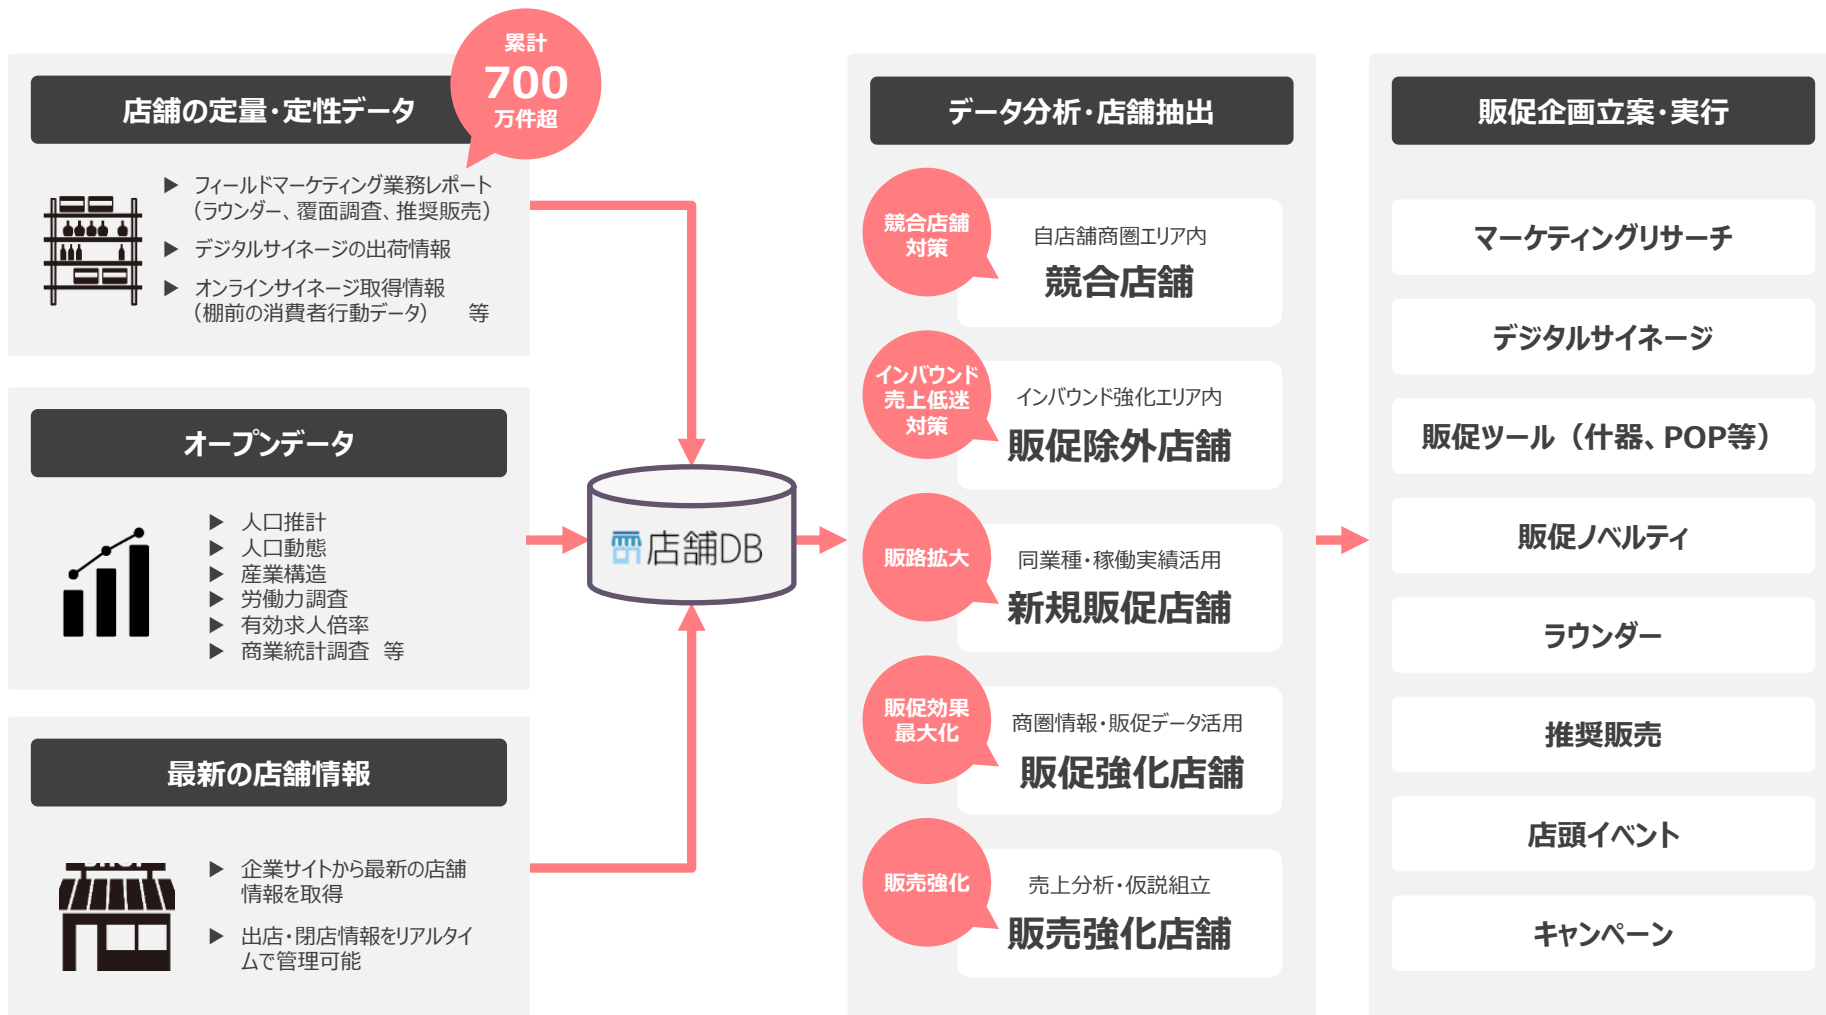 累計
700
万件超
店舗の定量・定性データ
▶ フィールドマーケティング業務レポート
（ラウンダー、覆面調査、推奨販売）
▶ デジタルサイネージの出荷情報
▶ オンラインサイネージ取得情報
（棚前の消費者行動データ） 等
オープンデータ
▶ 人口推計
▶ 人口動態
▶ 産業構造
▶ 労働力調査
▶ 有効求人倍率
▶ 商業統計調査 等
最新の店舗情報
▶ 企業サイトから最新の店舗
情報を取得
▶ 出店・閉店情報をリアルタイ
ムで管理可能
店舗DB
データ分析・店舗抽出
競合店舗
対策
自店舗商圏エリア内
競合店舗
インバウンド
売上低迷
対策
インバウンド強化エリア内
販促除外店舗
販路拡大
同業種・稼働実績活用
新規販促店舗
販促効果
最大化
商圏情報・販促データ活用
販促強化店舗
販売強化
売上分析・仮説組立
販売強化店舗
販促企画立案・実行
マーケティングリサーチ
デジタルサイネージ
販促ツール（什器、POP等）
販促ノベルティ
ラウンダー
推奨販売
店頭イベント
キャンペーン